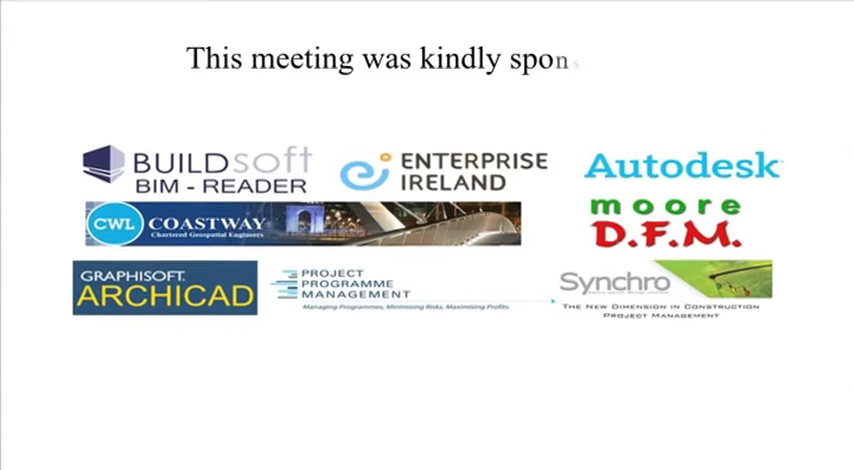 This meeting was kindly spons
BUILDSOFT
BIM - READER
ENTERPRISE
IRELAND
Autodesk
CWL COASTWAY
Chartered Geospatial Engineers
moore
D.F.M.
GRAPHISOFT.
ARCHICAD
PROJECT
PROGRAMME
MANAGEMENT
Managing Programmes, Minimising Risks, Maximising Profits.
Synchro
THE NEW DIMENSION IN CONSTRUCTION
PROJECT MANAGEMENT